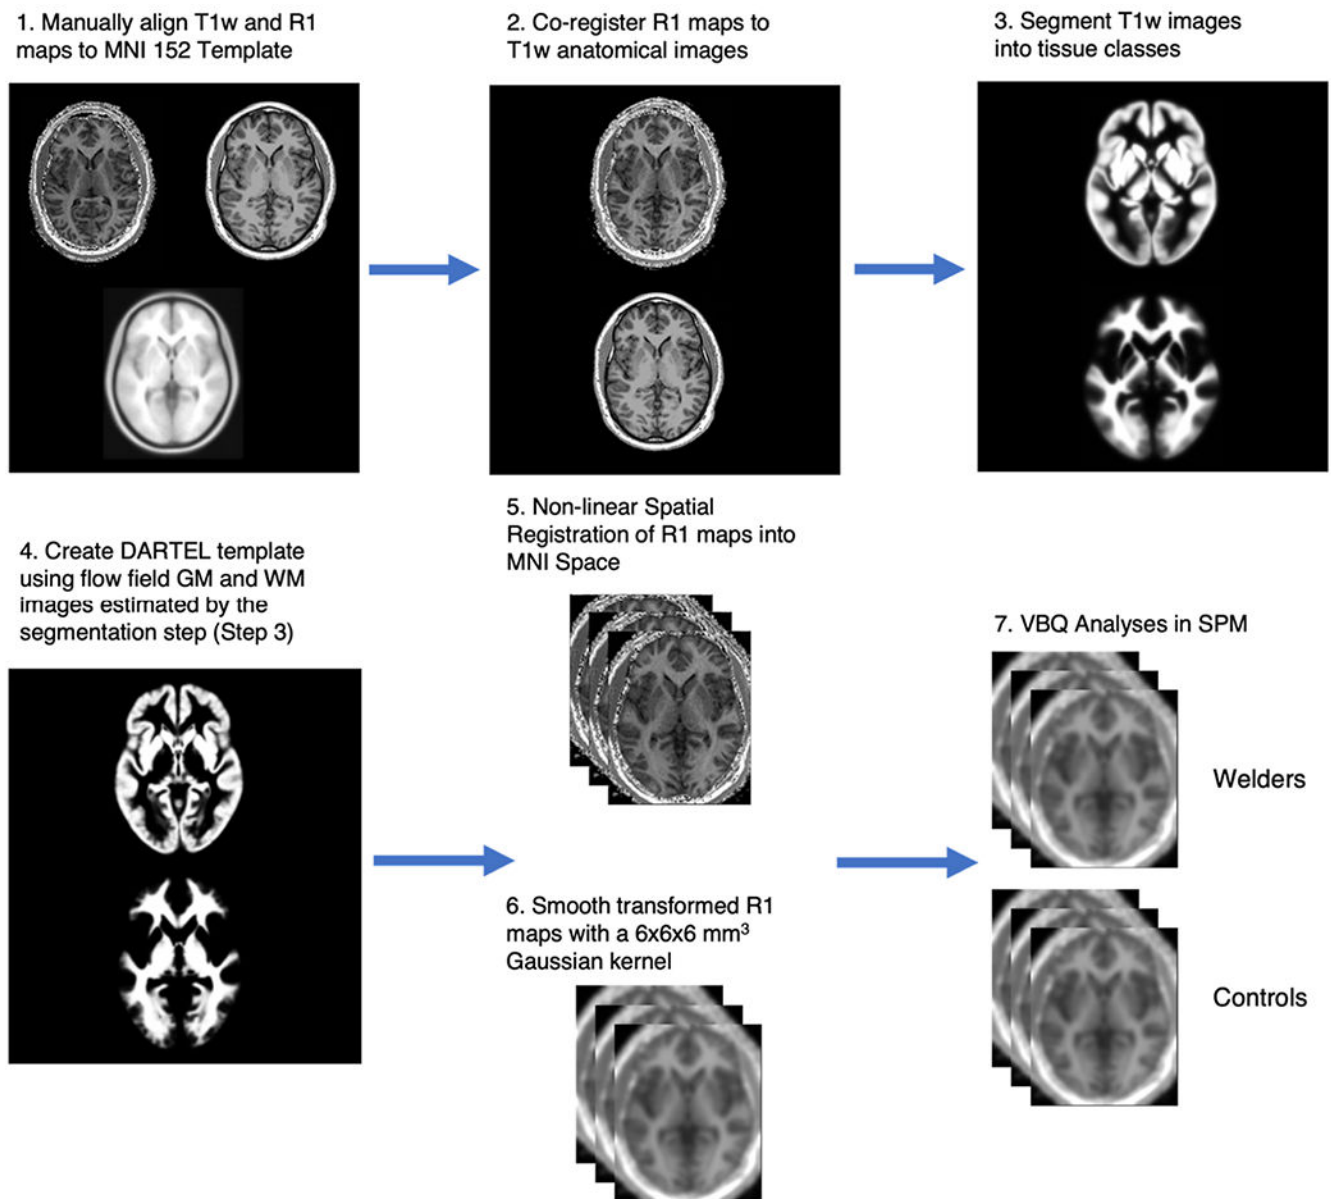 1. Manually align T1w and R1
maps to MNI 152 Template
2. Co-register R1 maps to
T1w anatomical images
3. Segment T1w images
into tissue classes
4. Create DARTEL template
using flow field GM and WM
images estimated by the
segmentation step (Step 3)
5. Non-linear Spatial
Registration of R1 maps into
MNI Space
6. Smooth transformed R1
maps with a 6x6x6 mm³
Gaussian kernel
7. VBQ Analyses in SPM
Welders
Controls